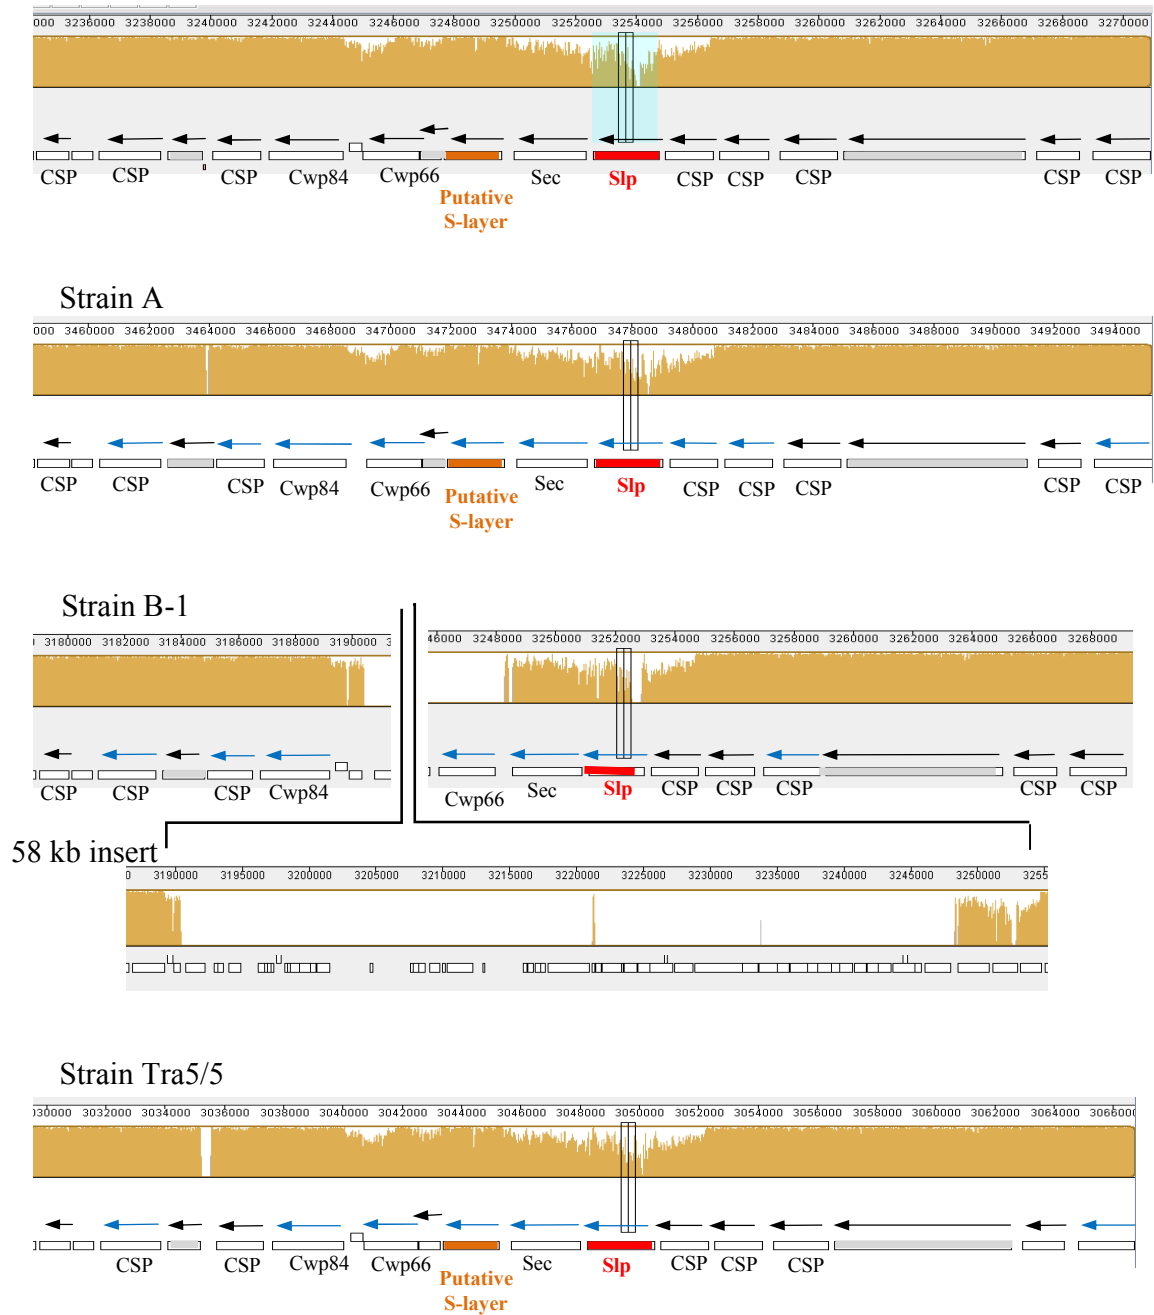 3236000 3238000 3240000 3242000 3244000 3246000 3248000 3250000 3252000 3254000 3256000 3258000 3260000 3262000 3264000 3266000 3268000 3270000
CSP CSP CSP Cwp84 Cwp66 Sec Slp CSP CSP CSP CSP CSP
Putative
S-layer
Strain A
000 3460000 3462000 3464000 3466000 3468000 3470000 3472000 3474000 3476000 3478000 3480000 3482000 3484000 3486000 3488000 3490000 3492000 3494000
CSP CSP CSP Cwp84 Cwp66 Sec Slp CSP CSP CSP CSP CSP
Putative
S-layer
Strain B-1
3180000 3182000 3184000 3186000 3188000 3190000 3
46000 3248000 3250000 3252000 3254000 3256000 3258000 3260000 3262000 3264000 3266000 3268000
CSP CSP CSP Cwp84 Cwp66 Sec Slp CSP CSP CSP CSP CSP
58 kb insert
0 3190000 3195000 3200000 3205000 3210000 3215000 3220000 3225000 3230000 3235000 3240000 3245000 3250000 3255
Strain Tra5/5
030000 3032000 3034000 3036000 3038000 3040000 3042000 3044000 3046000 3048000 3050000 3052000 3054000 3056000 3058000 3060000 3062000 3064000 306600
CSP CSP Cwp84 Cwp66 Sec Slp CSP CSP CSP
Putative
S-layer